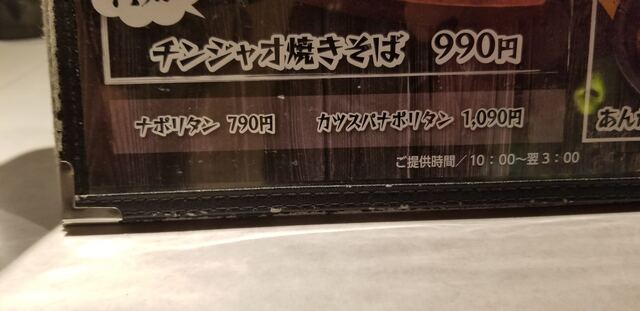 チンジャオ焼きそば 990円
ナポリタン 790円 カツスパナポリタン 1,090円
あん
ご提供時間／10：00～翌3：00